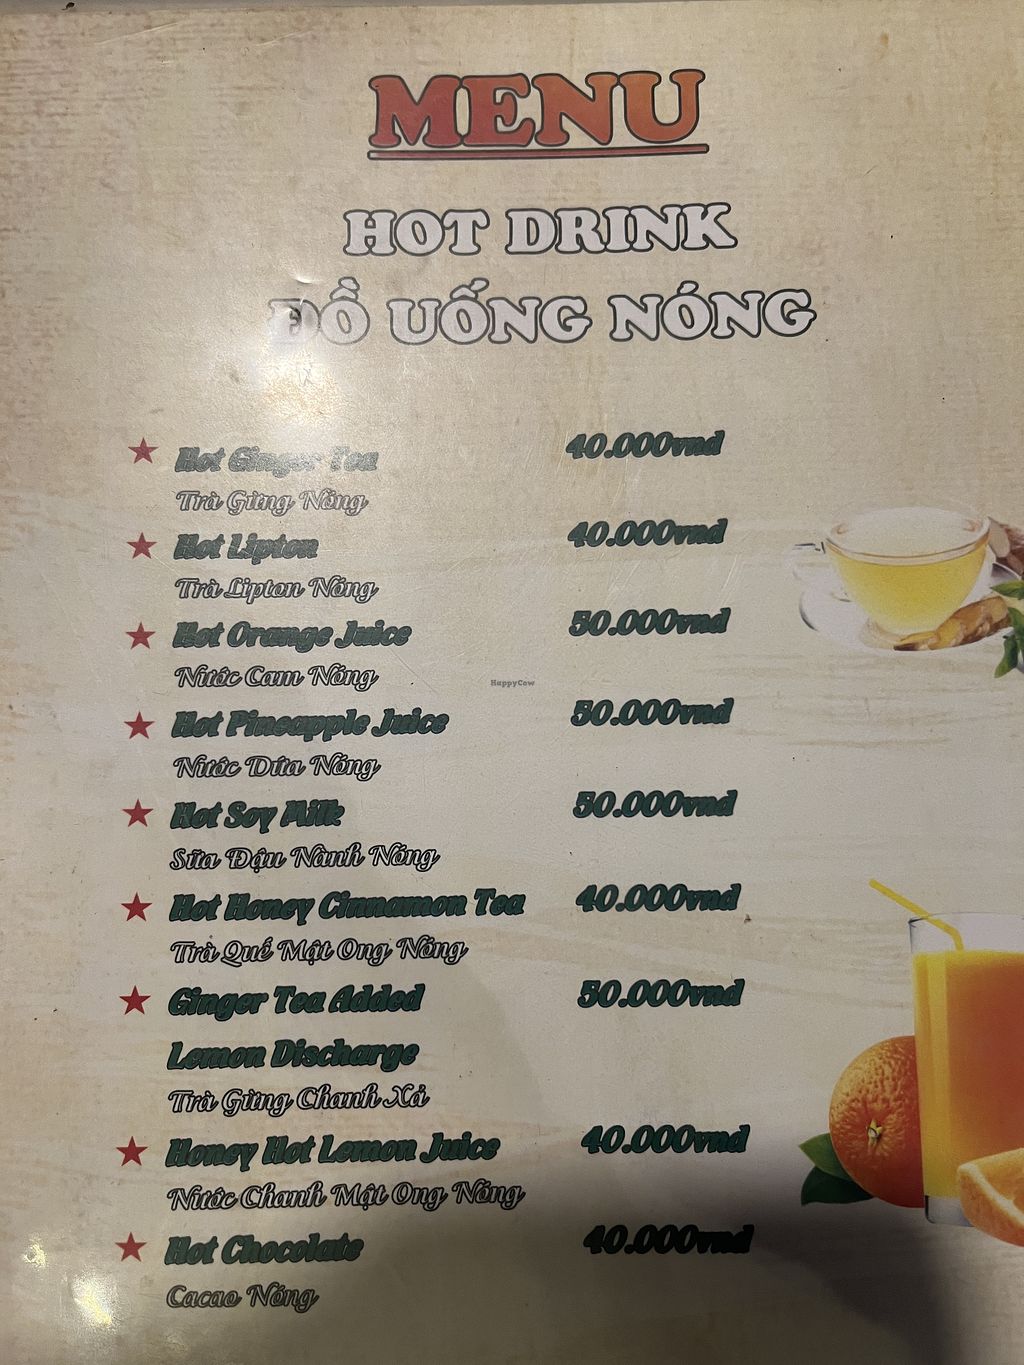 MENU
HOT DRINK
ĐỒ UỐNG NÓNG
Hot Ginger Tea 40.000vnd
Trà Gừng Nóng
Hot Lipton 40.000vnd
Trà Lipton Nóng
Hot Orange Juice 50.000vnd
Nước Cam Nóng
HappyCow
Hot Pineapple Juice 50.000vnd
Nước Dứa Nóng
Hot Soy Milk 50.000vnd
Sữa Đậu Nành Nóng
Hot Honey Cinnamon Tea 40.000vnd
Trà Quế Mật Ong Nóng
Ginger Tea Added 50.000vnd
Lemon Discharge
Trà Gừng Chanh Xả
Honey Hot Lemon Juice 40.000vnd
Nước Chanh Mật Ong Nóng
Hot Chocolate 40.000vnd
Cacao Nóng